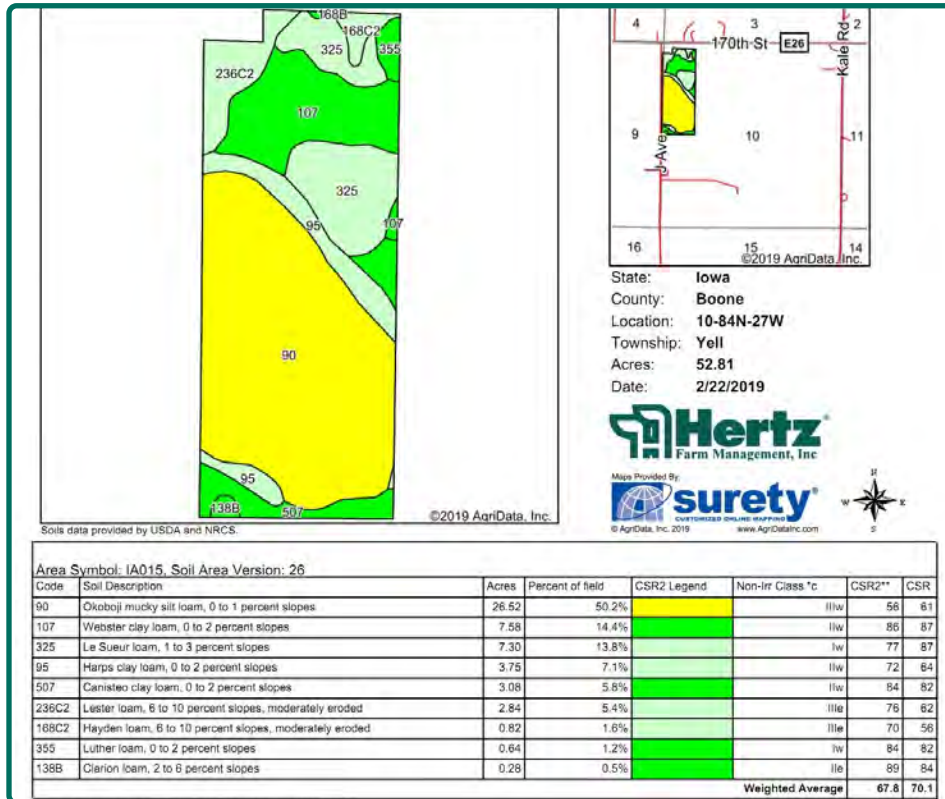 168B
168C2
325
355
236C2
107
325
107
95
90
95
138B
507
©2019 AgriData, Inc.
Soils data provided by USDA and NRCS.
4 3 2
170th St E26
Kale Rd
9 10 11
J-Ave
16 15 14
©2019 AgriData, Inc.
State: Iowa
County: Boone
Location: 10-84N-27W
Township: Yell
Acres: 52.81
Date: 2/22/2019
Hertz®
Farm Management, Inc
Maps Provided By:
surety®
CUSTOMIZED ONLINE MAPPING
© AgriData, Inc. 2019 www.AgriDataInc.com
N
W E
S
Area Symbol: IA015, Soil Area Version: 26
Code Soil Description Acres Percent of field CSR2 Legend Non-Irr Class *c CSR2** CSR
90 Okoboji mucky silt loam, 0 to 1 percent slopes 26.52 50.2% IIIw 56 61
107 Webster clay loam, 0 to 2 percent slopes 7.58 14.4% IIw 86 87
325 Le Sueur loam, 1 to 3 percent slopes 7.30 13.8% Iw 77 87
95 Harps clay loam, 0 to 2 percent slopes 3.75 7.1% IIw 72 64
507 Canisteo clay loam, 0 to 2 percent slopes 3.08 5.8% IIw 84 82
236C2 Lester loam, 6 to 10 percent slopes, moderately eroded 2.84 5.4% IIIe 76 62
168C2 Hayden loam, 6 to 10 percent slopes, moderately eroded 0.82 1.6% IIIe 70 56
355 Luther loam, 0 to 2 percent slopes 0.64 1.2% Iw 84 82
138B Clarion loam, 2 to 6 percent slopes 0.28 0.5% IIe 89 84
Weighted Average 67.8 70.1